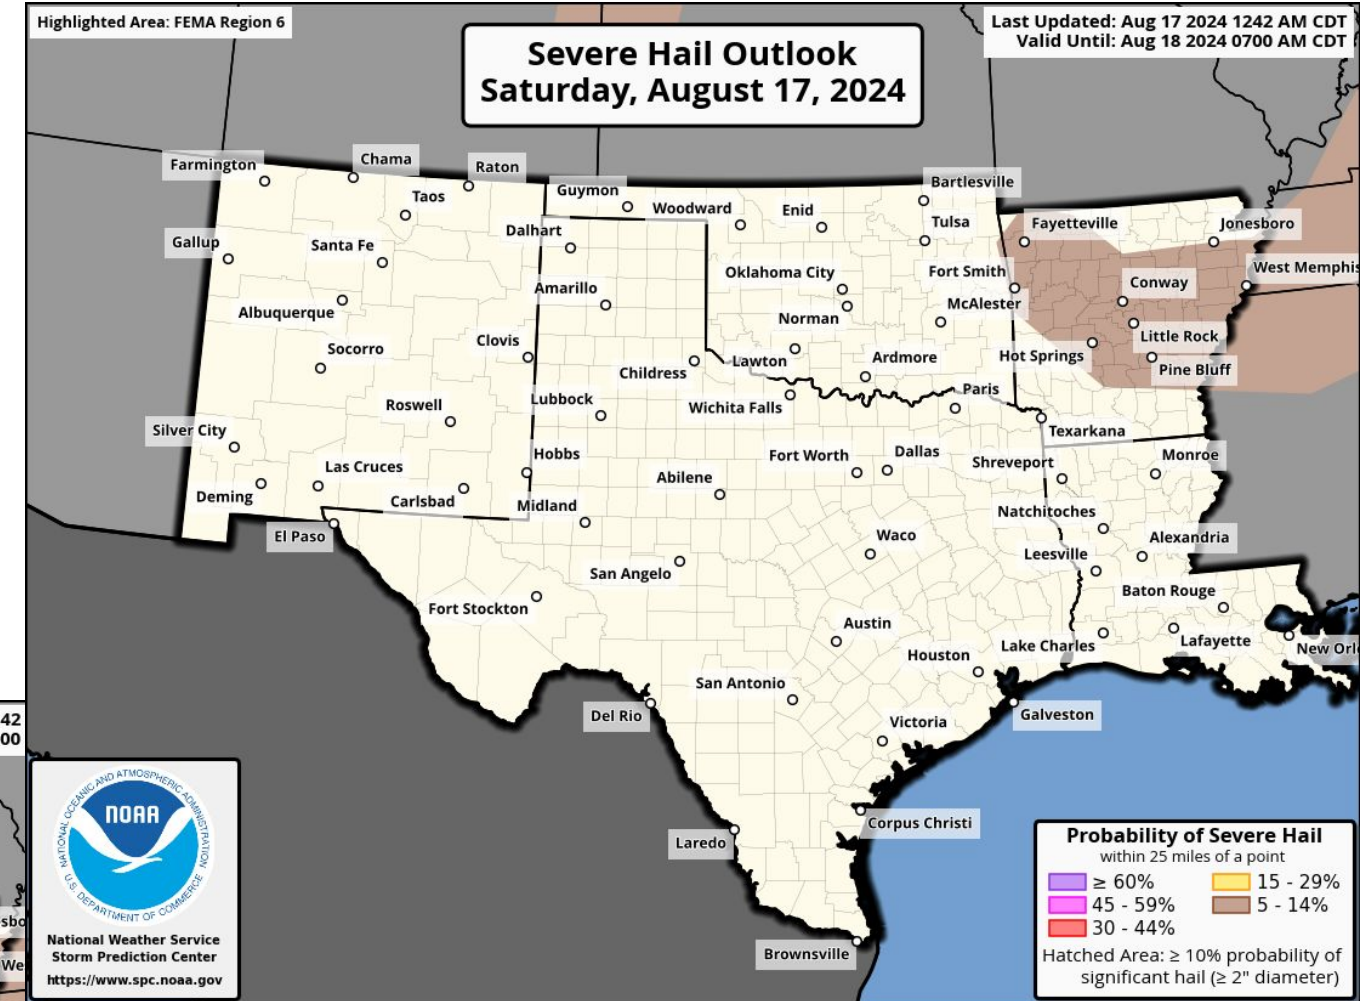 Highlighted Area: FEMA Region 6
Last Updated: Aug 17 2024 1242 AM CDT
Valid Until: Aug 18 2024 0700 AM CDT
Severe Hail Outlook
Saturday, August 17, 2024
Farmington
Chama
Raton
Taos
Guymon
Woodward
Enid
Bartlesville
Tulsa
Fayetteville
Jonesboro
Gallup
Santa Fe
Dalhart
Oklahoma City
Fort Smith
West Memphis
Albuquerque
Amarillo
Norman
McAlester
Conway
Socorro
Clovis
Childress
Lawton
Ardmore
Hot Springs
Little Rock
Pine Bluff
Roswell
Lubbock
Wichita Falls
Paris
Texarkana
Silver City
Las Cruces
Hobbs
Abilene
Fort Worth
Dallas
Shreveport
Monroe
Deming
Carlsbad
Midland
Natchitoches
El Paso
San Angelo
Waco
Leesville
Alexandria
Fort Stockton
Baton Rouge
Austin
Houston
Lake Charles
Lafayette
New Orl
San Antonio
Del Rio
Victoria
Galveston
Laredo
Corpus Christi
Brownsville
42
00
sbo
We
NATIONAL OCEANIC AND ATMOSPHERIC ADMINISTRATION
NOAA
U.S. DEPARTMENT OF COMMERCE
National Weather Service
Storm Prediction Center
https://www.spc.noaa.gov
Probability of Severe Hail
within 25 miles of a point
≥ 60%
15 - 29%
45 - 59%
5 - 14%
30 - 44%
Hatched Area: ≥ 10% probability of
significant hail (≥ 2" diameter)